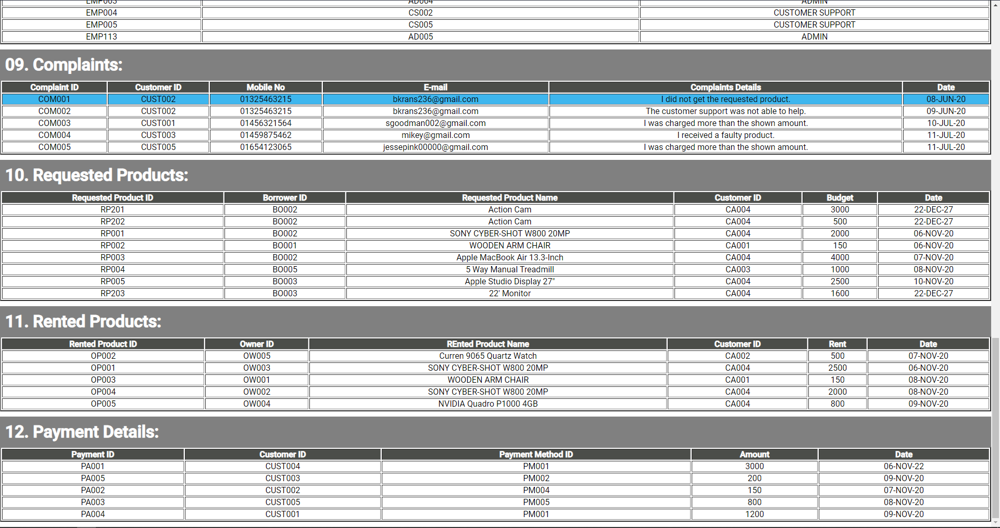 EMP003 AD004 ADMIN
EMP004 CS002 CUSTOMER SUPPORT
EMP005 CS005 CUSTOMER SUPPORT
EMP113 AD005 ADMIN
09. Complaints:
Complaint ID Customer ID Mobile No E-mail Complaints Details Date
COM001 CUST002 01325463215 bkrans236@gmail.com I did not get the requested product. 08-JUN-20
COM002 CUST002 01325463215 bkrans236@gmail.com The customer support was not able to help. 09-JUN-20
COM003 CUST001 01456321564 sgoodman002@gmail.com I was charged more than the shown amount. 10-JUL-20
COM004 CUST003 01459875462 mikey@gmail.com I received a faulty product. 11-JUL-20
COM005 CUST005 01654123065 jessepink00000@gmail.com I was charged more than the shown amount. 11-JUL-20
10. Requested Products:
Requested Product ID Borrower ID Requested Product Name Customer ID Budget Date
RP201 BO002 Action Cam CA004 3000 22-DEC-27
RP202 BO002 Action Cam CA004 500 22-DEC-27
RP001 BO002 SONY CYBER-SHOT W800 20MP CA004 2000 06-NOV-20
RP002 BO001 WOODEN ARM CHAIR CA001 150 06-NOV-20
RP003 BO002 Apple MacBook Air 13.3-Inch CA004 4000 07-NOV-20
RP004 BO005 5 Way Manual Treadmill CA003 1000 08-NOV-20
RP005 BO003 Apple Studio Display 27" CA004 2500 10-NOV-20
RP203 BO003 22' Monitor CA004 1600 22-DEC-27
11. Rented Products:
Rented Product ID Owner ID REnted Product Name Customer ID Rent Date
OP002 OW005 Curren 9065 Quartz Watch CA002 500 07-NOV-20
OP001 OW003 SONY CYBER-SHOT W800 20MP CA004 2500 06-NOV-20
OP003 OW001 WOODEN ARM CHAIR CA001 150 08-NOV-20
OP004 OW002 SONY CYBER-SHOT W800 20MP CA004 2000 08-NOV-20
OP005 OW004 NVIDIA Quadro P1000 4GB CA004 800 09-NOV-20
12. Payment Details:
Payment ID Customer ID Payment Method ID Amount Date
PA001 CUST004 PM001 3000 06-NOV-22
PA005 CUST003 PM002 200 09-NOV-20
PA002 CUST002 PM004 150 07-NOV-20
PA003 CUST005 PM005 800 08-NOV-20
PA004 CUST001 PM001 1200 09-NOV-20